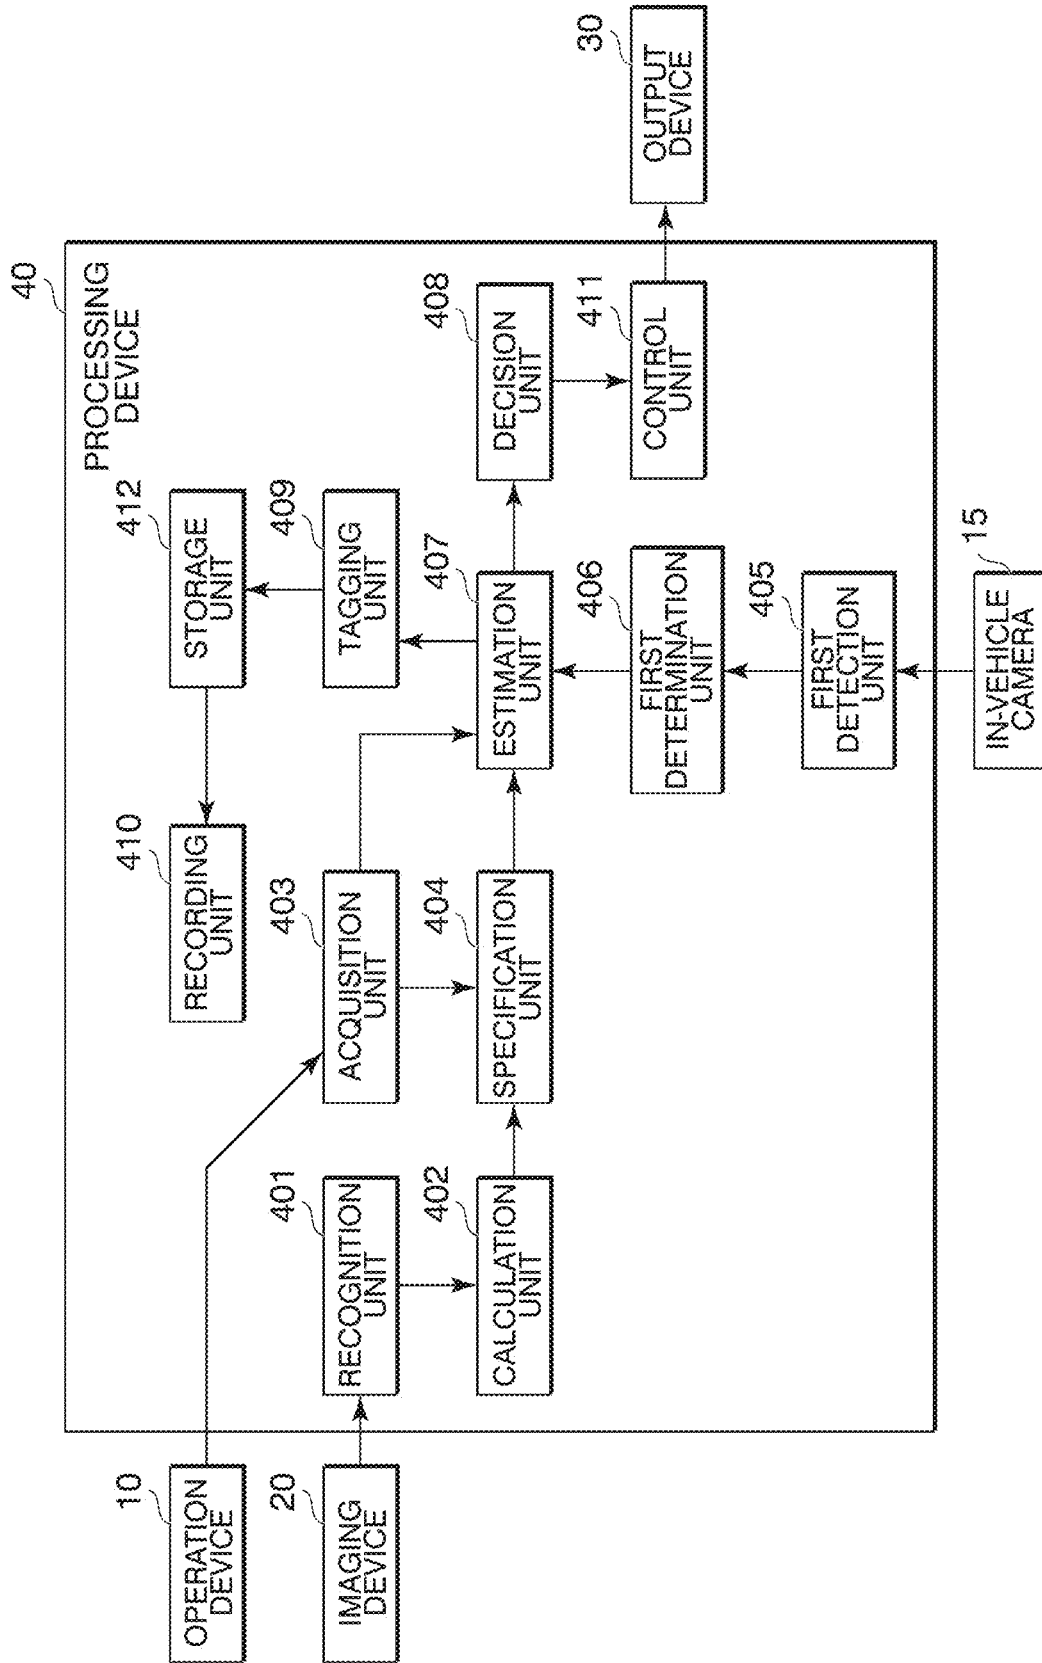 40
PROCESSING
DEVICE
10
OPERATION
DEVICE
410
RECORDING
UNIT
412
STORAGE
UNIT
20
IMAGING
DEVICE
401
RECOGNITION
UNIT
403
ACQUISITION
UNIT
409
TAGGING
UNIT
402
CALCULATION
UNIT
404
SPECIFICATION
UNIT
407
ESTIMATION
UNIT
408
DECISION
UNIT
406
FIRST
DETERMINATION
UNIT
411
CONTROL
UNIT
30
OUTPUT
DEVICE
405
FIRST
DETECTION
UNIT
15
IN-VEHICLE
CAMERA